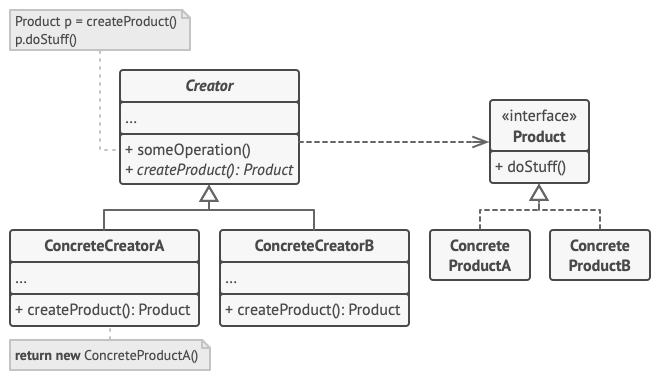 Product p = createProduct()
p.doStuff()
Creator
...
+ someOperation()
+ createProduct(): Product
«interface»
Product
+ doStuff()
ConcreteCreatorA
...
+ createProduct(): Product
ConcreteCreatorB
...
+ createProduct(): Product
Concrete
ProductA
Concrete
ProductB
return new ConcreteProductA()